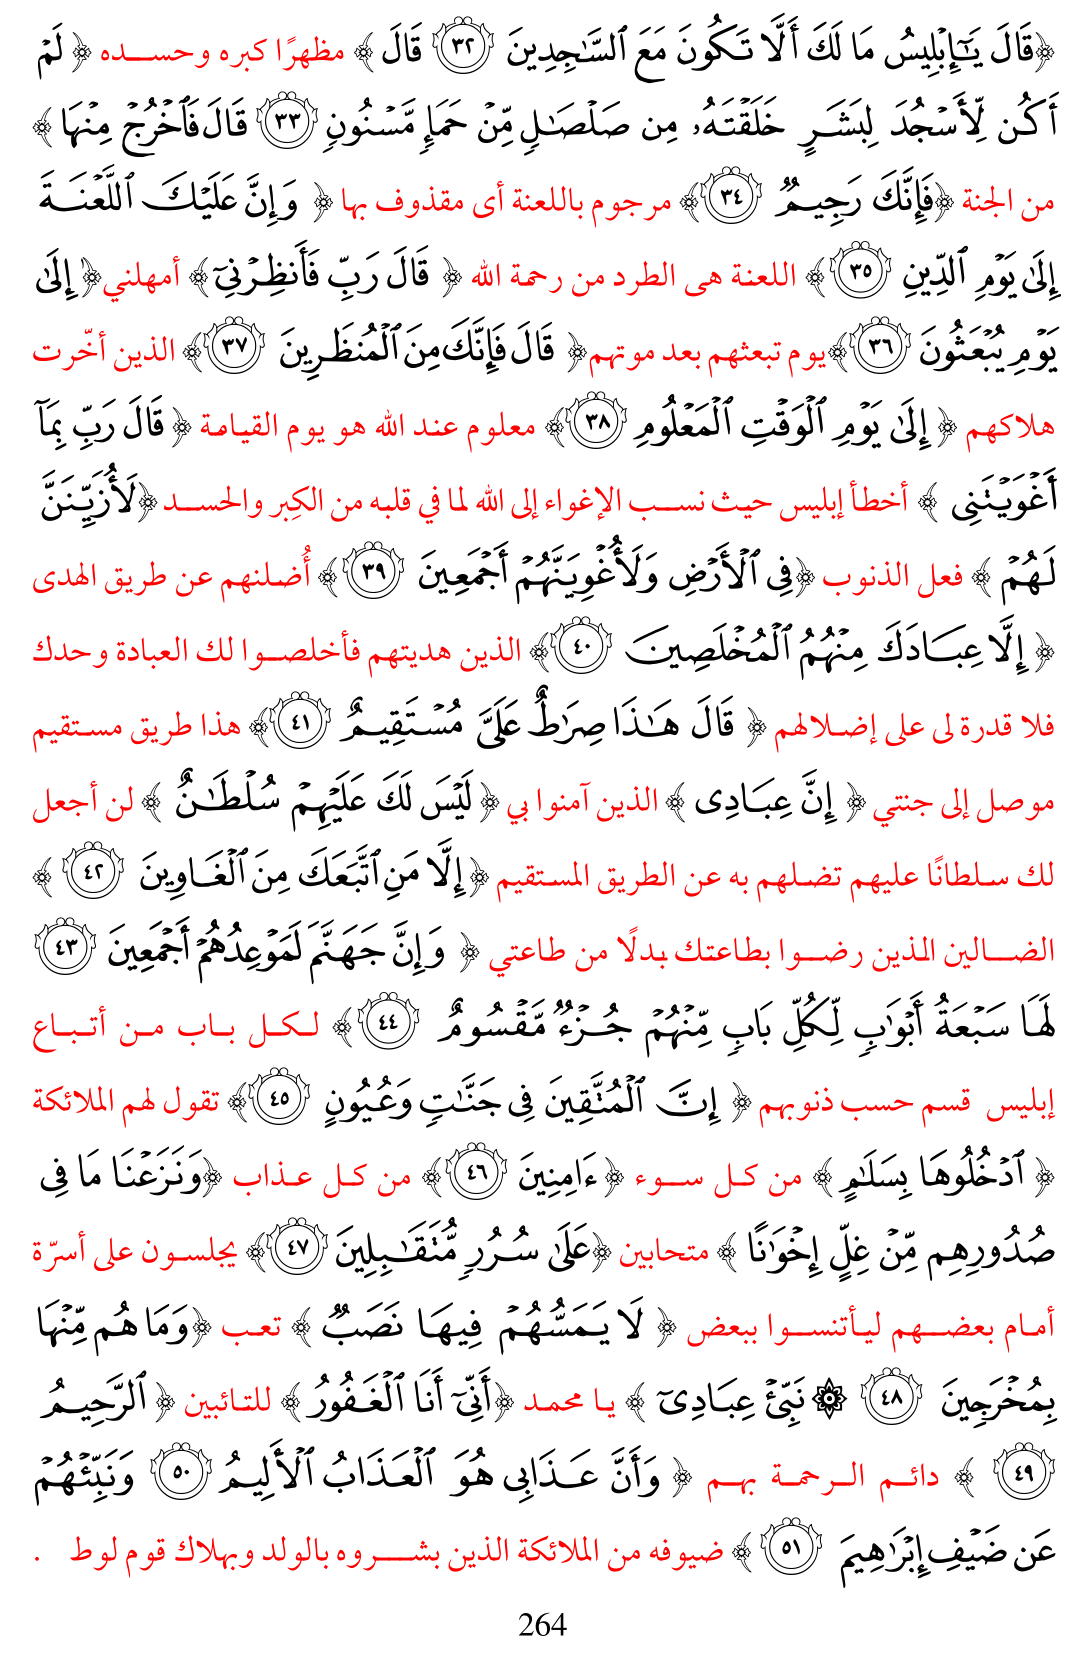 ﴿قَالَ يَـٰٓإِبْلِيسُ مَا لَكَ أَلَّا تَكُونَ مَعَ ٱلسَّـٰجِدِينَ ٣٢ قَالَ ﴾ مظهرًا كبره وحسده ﴿ لَمْ
أَكُن لِّأَسْجُدَ لِبَشَرٍ خَلَقْتَهُۥ مِن صَلْصَـٰلٍ مِّنْ حَمَإٍ مَّسْنُونٍ ٣٣ قَالَ فَٱخْرُجْ مِنْهَا ﴾
من الجنة ﴿فَإِنَّكَ رَجِيمٌ ٣٤﴾ مرجوم باللعنة أى مقذوف بها ﴿ وَإِنَّ عَلَيْكَ ٱللَّعْنَةَ
إِلَىٰ يَوْمِ ٱلدِّينِ ٣٥﴾ اللعنة هى الطرد من رحمة الله ﴿ قَالَ رَبِّ فَأَنظِرْنِىٓ﴾ أمهلني﴿ إِلَىٰ
يَوْمِ يُبْعَثُونَ ٣٦﴾يوم تبعثهم بعد موتهم﴿ قَالَ فَإِنَّكَ مِنَ ٱلْمُنظَرِينَ ٣٧﴾ الذين أخّرت
هلاكهم ﴿ إِلَىٰ يَوْمِ ٱلْوَقْتِ ٱلْمَعْلُومِ ٣٨﴾ معلوم عند الله هو يوم القيامة ﴿ قَالَ رَبِّ بِمَآ
أَغْوَيْتَنِى ﴾ أخطأ إبليس حيث نسب الإغواء إلى الله لما في قلبه من الكِبر والحسد ﴿لَأُزَيِّنَنَّ
لَهُمْ ﴾ فعل الذنوب ﴿فِى ٱلْأَرْضِ وَلَأُغْوِيَنَّهُمْ أَجْمَعِينَ ٣٩﴾ أُضلنهم عن طريق الهدى
﴿ إِلَّا عِبَادَكَ مِنْهُمُ ٱلْمُخْلَصِينَ ٤٠﴾ الذين هديتهم فأخلصوا لك العبادة وحدك
فلا قدرة لى على إضلالهم ﴿ قَالَ هَـٰذَا صِرَٰطٌ عَلَىَّ مُسْتَقِيمٌ ٤١﴾ هذا طريق مستقيم
موصل إلى جنتي ﴿ إِنَّ عِبَادِى ﴾ الذين آمنوا بي ﴿لَيْسَ لَكَ عَلَيْهِمْ سُلْطَـٰنٌ ﴾ لن أجعل
لك سلطانًا عليهم تضلهم به عن الطريق المستقيم ﴿إِلَّا مَنِ ٱتَّبَعَكَ مِنَ ٱلْغَاوِينَ ٤٢ ﴾
الضالين المذين رضوا بطاعتك بدلًا من طاعتي ﴿ وَإِنَّ جَهَنَّمَ لَمَوْعِدُهُمْ أَجْمَعِينَ ٤٣
لَهَا سَبْعَةُ أَبْوَٰبٍ لِّكُلِّ بَابٍ مِّنْهُمْ جُزْءٌ مَّقْسُومٌ ٤٤ ﴾ لكل باب من أتباع
إبليس قسم حسب ذنوبهم ﴿ إِنَّ ٱلْمُتَّقِينَ فِى جَنَّـٰتٍ وَعُيُونٍ ٤٥﴾ تقول لهم الملائكة
﴿ ٱدْخُلُوهَا بِسَلَـٰمٍ﴾ من كل سوء ﴿ ءَامِنِينَ ٤٦﴾ من كل عذاب ﴿وَنَزَعْنَا مَا فِى
صُدُورِهِم مِّنْ غِلٍّ إِخْوَٰنًا ﴾ متحابين ﴿عَلَىٰ سُرُرٍ مُّتَقَـٰبِلِينَ ٤٧﴾ يجلسون على أسرّة
أمام بعضهم ليأتنسوا ببعض ﴿ لَا يَمَسُّهُمْ فِيهَا نَصَبٌ ﴾ تعب ﴿وَمَا هُم مِّنْهَا
بِمُخْرَجِينَ ٤٨ ۞ نَبِّئْ عِبَادِىٓ ﴾ يا محمد ﴿أَنِّىٓ أَنَا ٱلْغَفُورُ﴾ للتائبين ﴿ ٱلرَّحِيمُ
٤٩ ﴾ دائم الرحمة بهم ﴿ وَأَنَّ عَذَابِى هُوَ ٱلْعَذَابُ ٱلْأَلِيمُ ٥٠ وَنَبِّئْهُمْ
عَن ضَيْفِ إِبْرَٰهِيمَ ٥١ ﴾ ضيوفه من الملائكة الذين بشروه بالولد وبهلاك قوم لوط .
264